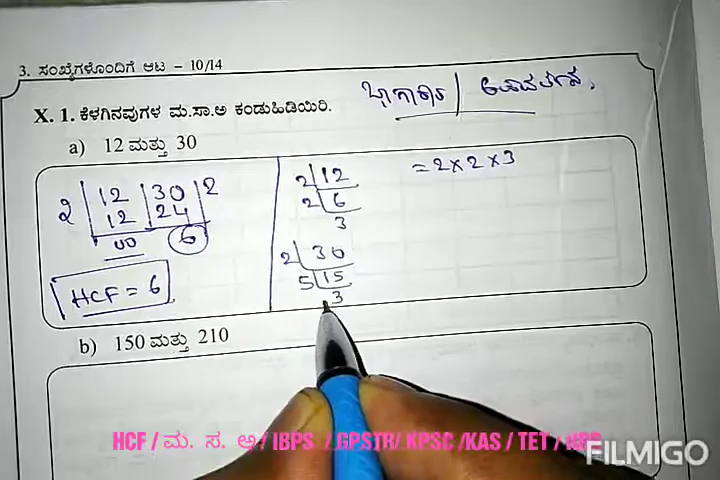 3. ಸಂಖ್ಯೆಗಳೊಂದಿಗೆ ಆಟ – 10/14
ಭಾಗಾಕಾರ | ಅಪವರ್ತನ,
X. 1. ಕೆಳಗಿನವುಗಳ ಮ.ಸಾ.ಅ ಕಂಡುಹಿಡಿಯಿರಿ.
a) 12 ಮತ್ತು 30
2 | 12 | 30 | 2
12 | 24
00 6
HCF = 6
2 | 12 = 2 × 2 × 3
2 | 6
3
2 | 30
5 | 15
3
b) 150 ಮತ್ತು 210
HCF / ಮ. ಸ. ಅ / IBPS / GPSTR/ KPSC /KAS / TET /
FILMIGO